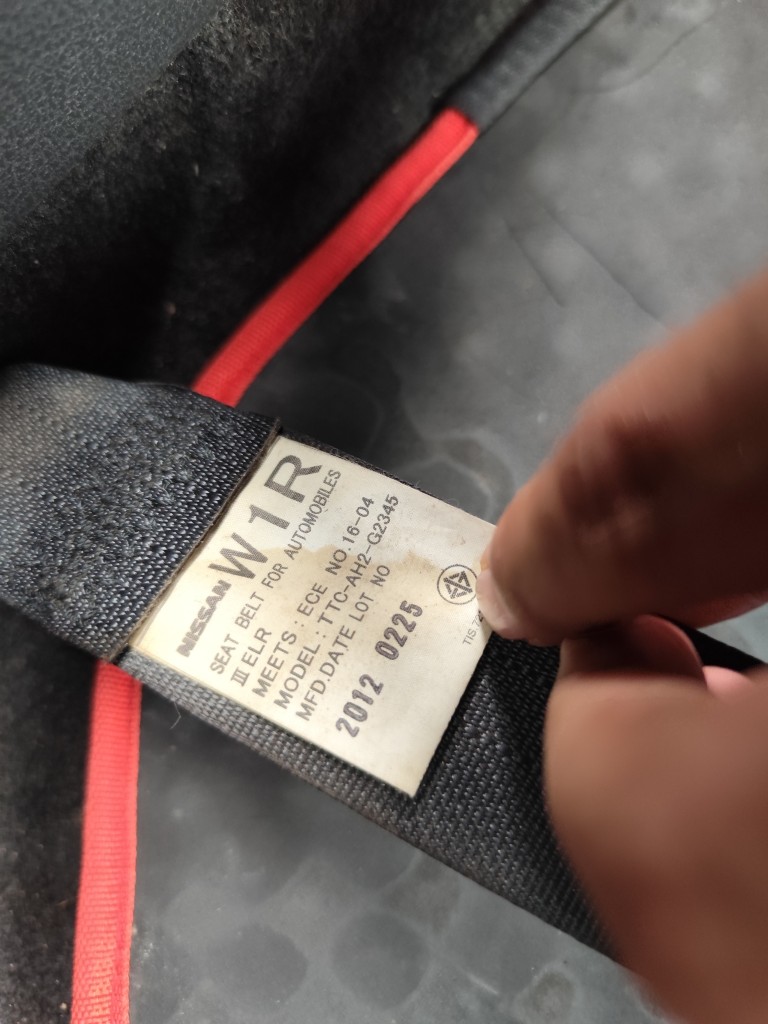 NISSAN W1R
SEAT BELT FOR AUTOMOBILES
III ELR
MEETS : ECE NO.16-04
MODEL : TTC-AH2-G2345
MFD.DATE LOT NO
2012 0225
TIS